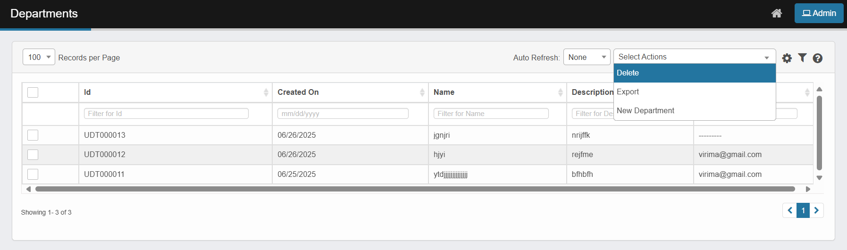 Departments
Admin
100 Records per Page Auto Refresh: None Select Actions
Delete
Export
New Department
Id Created On Name Description
Filter for Id mm/dd/yyyy Filter for Name Filter for De
UDT000013 06/26/2025 jgnjri nrijffk ----------
UDT000012 06/26/2025 hjyi rejfme virima@gmail.com
UDT000011 06/25/2025 bfhbfh virima@gmail.com
Showing 1- 3 of 3
1